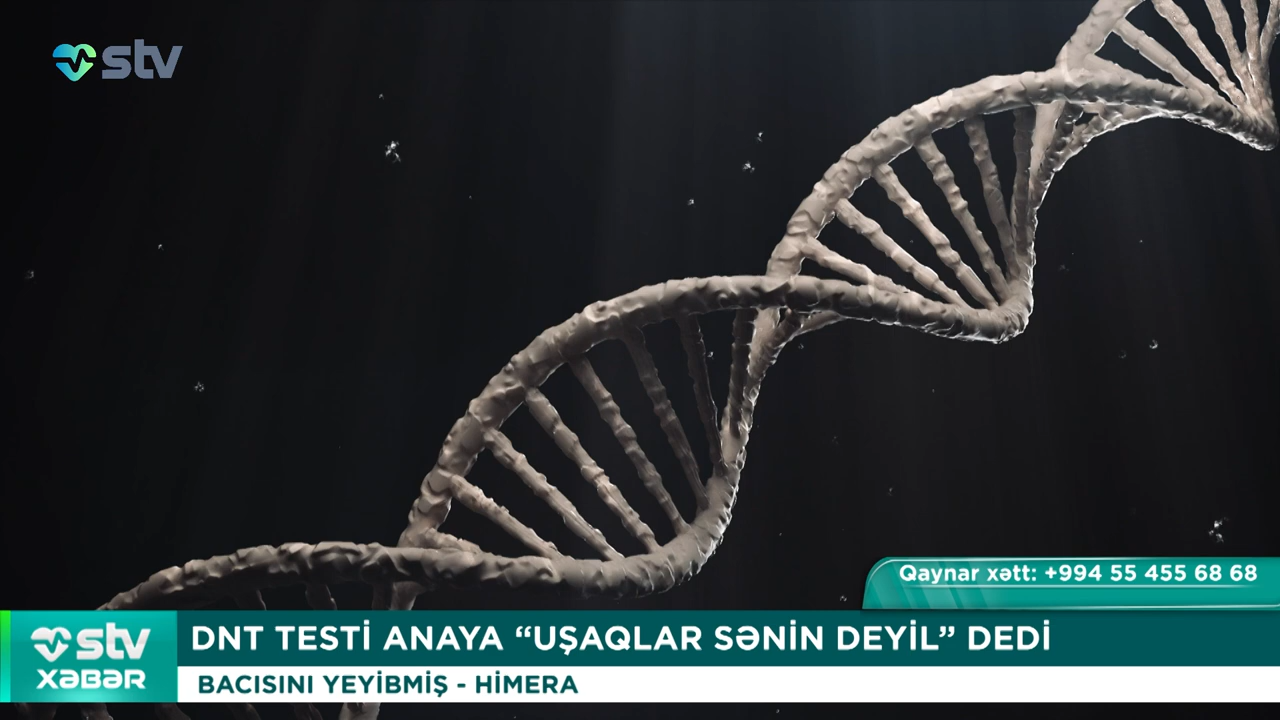 stv
Qaynar xətt: +994 55 455 68 68
stv
XƏBƏR
DNT TESTİ ANAYA “UŞAQLAR SƏNİN DEYİL” DEDİ
BACISINI YEYİBMİŞ - HİMERA